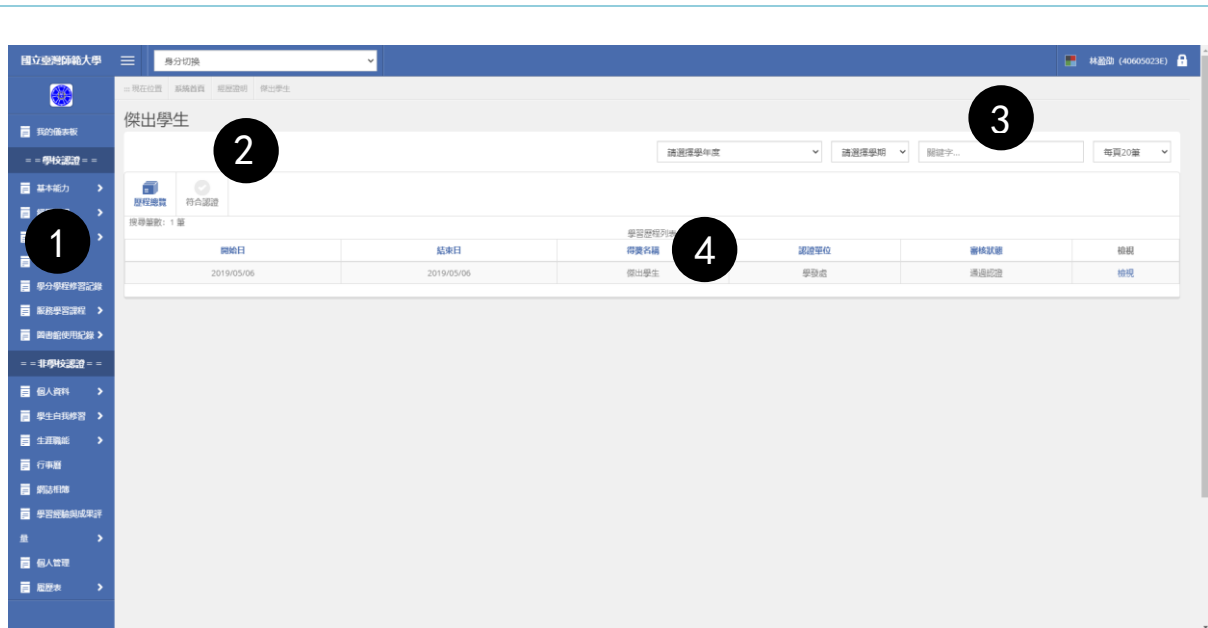 國立臺灣師範大學
身分切換
林盈勛 (40605023E)
現在位置 系統首頁 經歷證明 傑出學生
傑出學生
我的儀表板
= = 學校認證 = =
基本能力
學分學程修習記錄
服務學習課程
圖書館使用紀錄
= = 非學校認證 = =
個人資料
學生自我修習
生涯職能
行事曆
網誌相簿
學習經驗與成果評
量
個人管理
履歷表
1
2
3
請選擇學年度
請選擇學期
關鍵字...
每頁20筆
歷程總覽
符合認證
搜尋筆數: 1 筆
學習歷程列表
4
開始日 結束日 得獎名稱 認證單位 審核狀態 檢視
2019/05/06 2019/05/06 傑出學生 學發處 通過認證 檢視